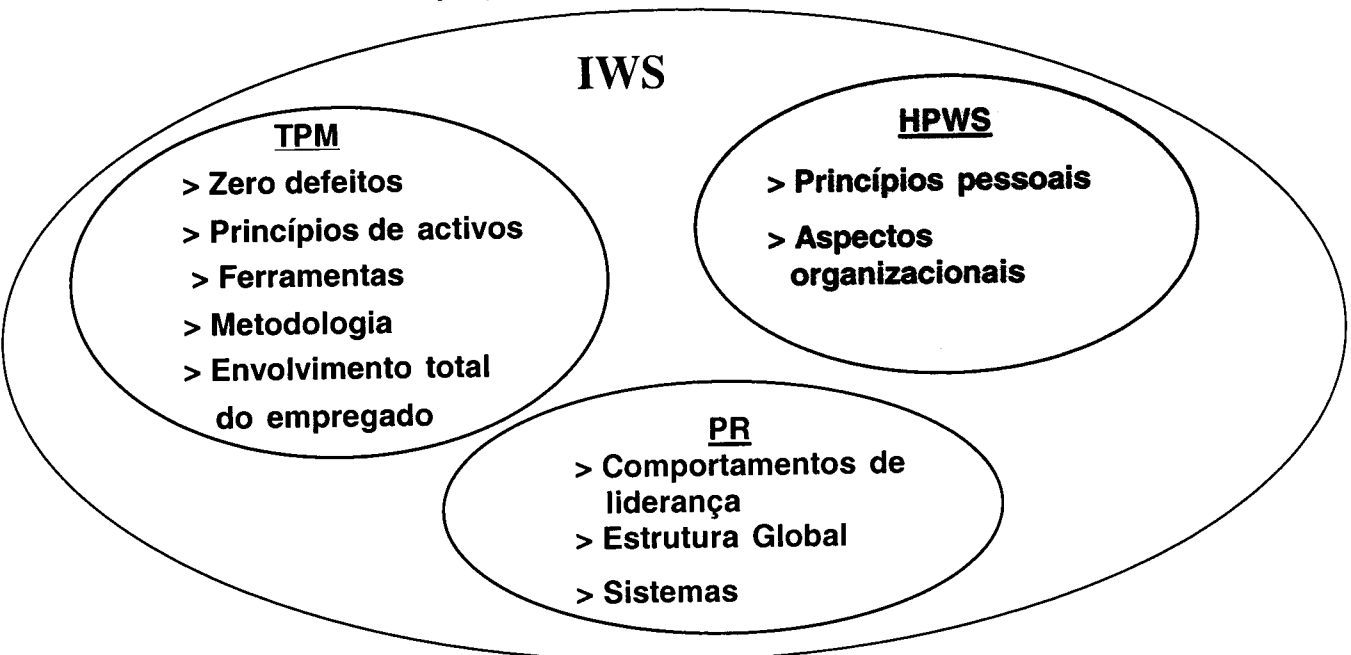 IWS
TPM
> Zero defeitos
> Princípios de activos
> Ferramentas
> Metodologia
> Envolvimento total
do empregado
HPWS
> Princípios pessoais
> Aspectos
organizacionais
PR
> Comportamentos de
liderança
> Estrutura Global
> Sistemas